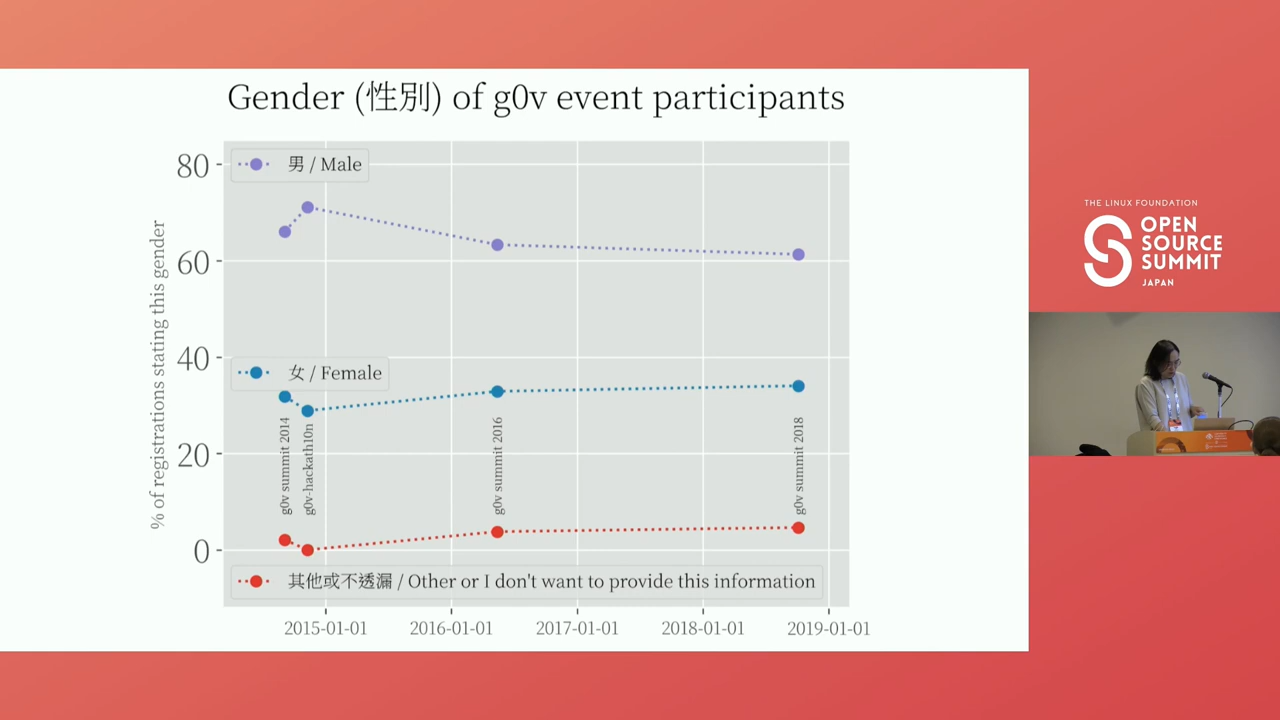 Gender (性別) of g0v event participants
80
60
40
20
0
% of registrations stating this gender
男 / Male
女 / Female
g0v summit 2014
g0v-hackath10n
g0v summit 2016
g0v summit 2018
其他或不透漏 / Other or I don't want to provide this information
2015-01-01
2016-01-01
2017-01-01
2018-01-01
2019-01-01
THE LINUX FOUNDATION
OPEN
SOURCE
SUMMIT
JAPAN